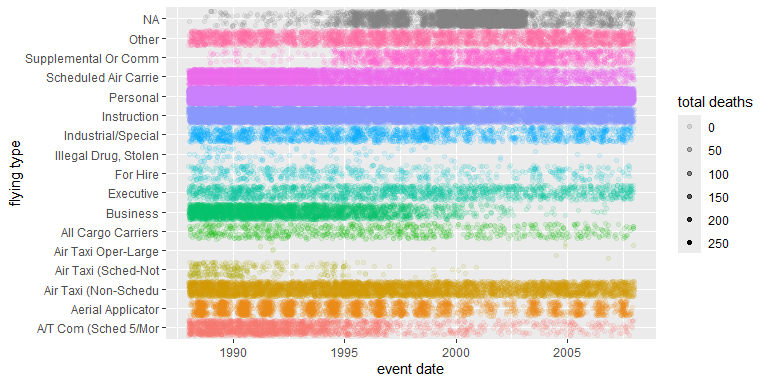 NA
Other
Supplemental Or Comm
Scheduled Air Carrie
Personal
Instruction
Industrial/Special
Illegal Drug, Stolen
For Hire
Executive
Business
All Cargo Carriers
Air Taxi Oper-Large
Air Taxi (Sched-Not
Air Taxi (Non-Schedu
Aerial Applicator
A/T Com (Sched 5/Mor
flying type
1990 1995 2000 2005
event date
total deaths
0
50
100
150
200
250